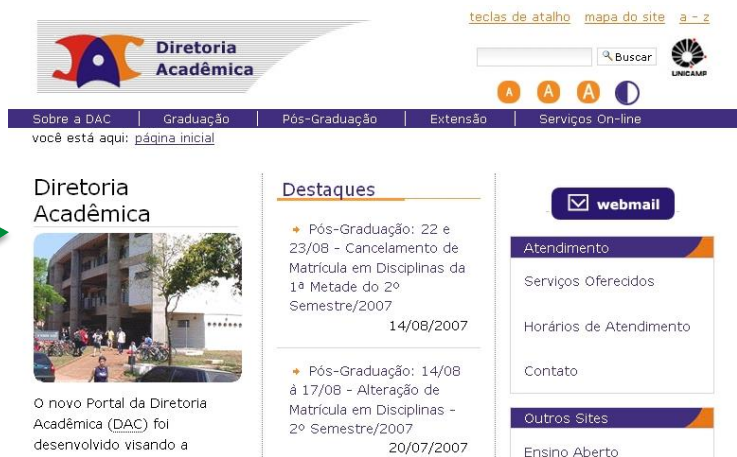 teclas de atalho mapa do site a - z
Diretoria
Acadêmica
Buscar
UNICAMP
A A A
Sobre a DAC | Graduação | Pós-Graduação | Extensão | Serviços On-line
você está aqui: página inicial
Diretoria
Acadêmica
O novo Portal da Diretoria
Acadêmica (DAC) foi
desenvolvido visando a
Destaques
Pós-Graduação: 22 e
23/08 - Cancelamento de
Matrícula em Disciplinas da
1ª Metade do 2º
Semestre/2007
14/08/2007
Pós-Graduação: 14/08
à 17/08 - Alteração de
Matrícula em Disciplinas -
2º Semestre/2007
20/07/2007
webmail
Atendimento
Serviços Oferecidos
Horários de Atendimento
Contato
Outros Sites
Ensino Aberto